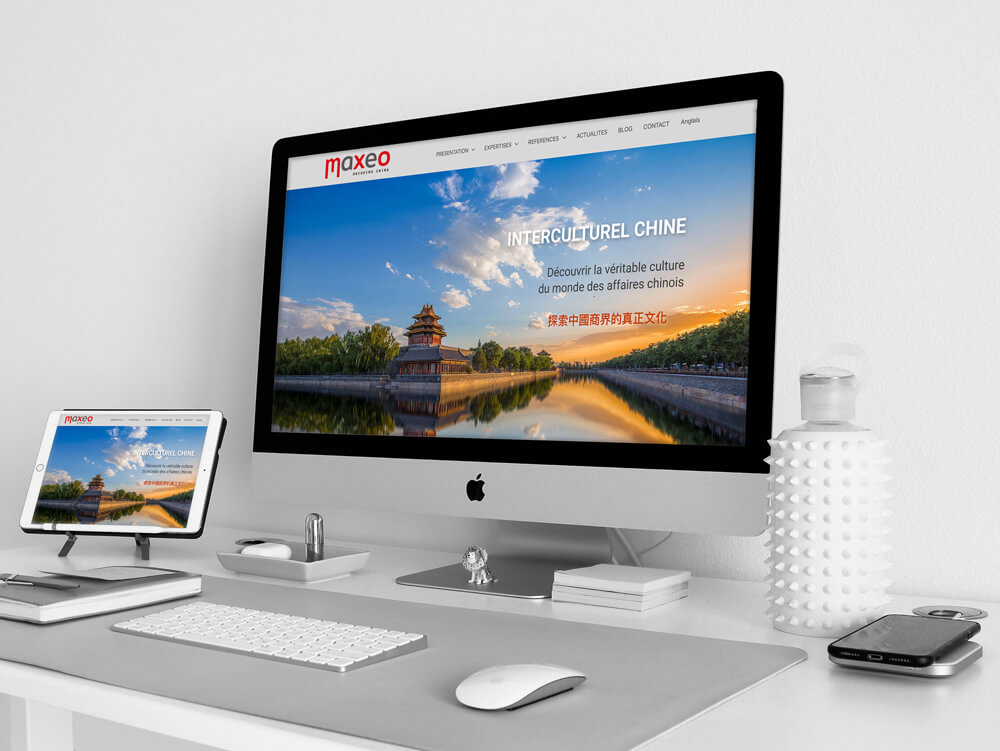 maxeo
BRINGING CHINA
PRESENTATION EXPERTISES REFERENCES ACTUALITES BLOG CONTACT Anglais
INTERCULTUREL CHINE
Découvrir la véritable culture
du monde des affaires chinois
探索中國商界的真正文化
maxeo
INTERCULTUREL CHINE
Découvrir la véritable culture
du monde des affaires chinois
探索中國商界的真正文化